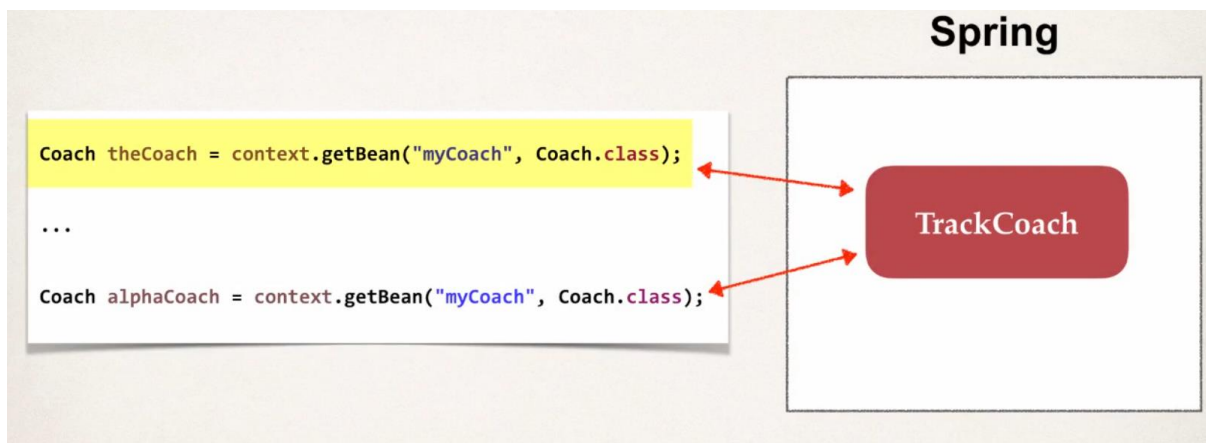 Spring
Coach theCoach = context.getBean("myCoach", Coach.class);
...
Coach alphaCoach = context.getBean("myCoach", Coach.class);
TrackCoach